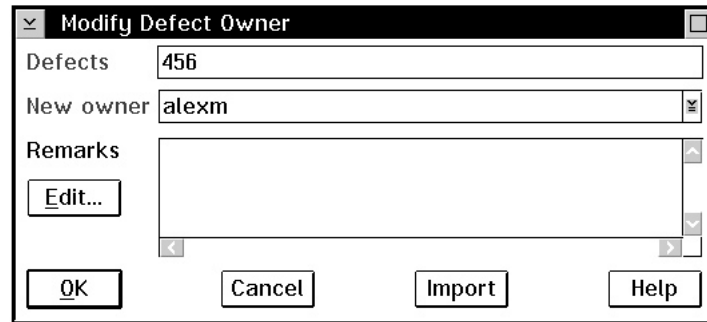 Modify Defect Owner
Defects 456
New owner alexm
Remarks
Edit...
OK Cancel Import Help